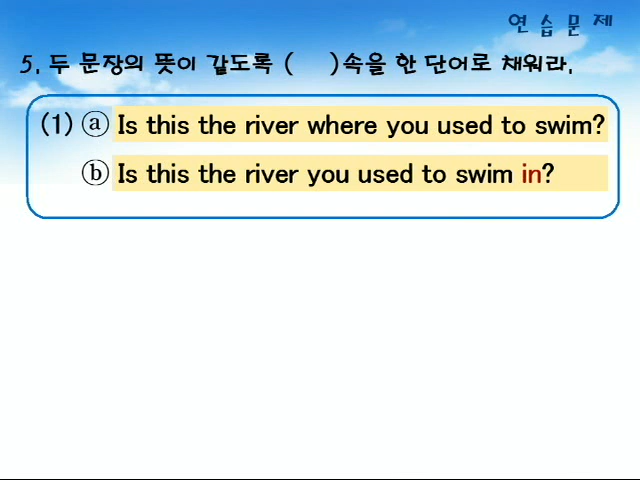 연 습 문 제
5. 두 문장의 뜻이 같도록 ( )속을 한 단어로 채워라.
(1) ⓐ Is this the river where you used to swim?
ⓑ Is this the river you used to swim in?